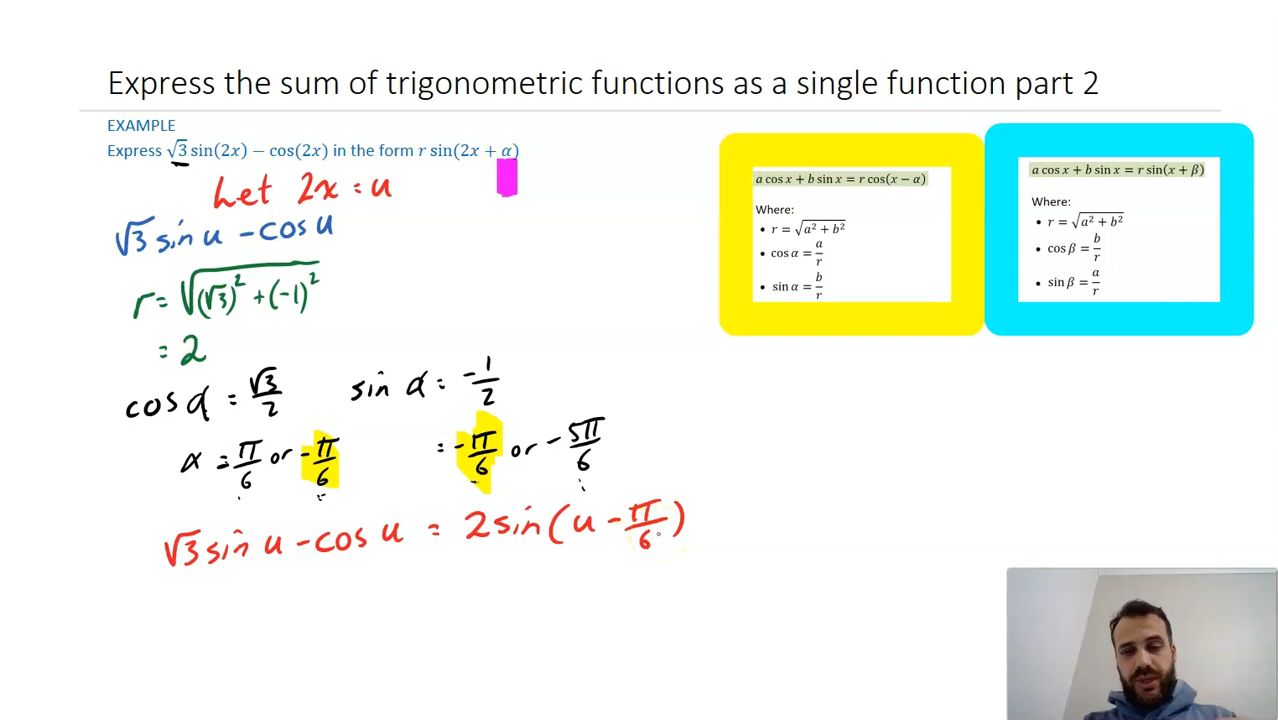 Express the sum of trigonometric functions as a single function part 2
EXAMPLE
Express √3 sin(2x) − cos(2x) in the form r sin(2x + α)
Let 2x = u
√3 sin u - cos u
r = √((√3)² + (-1)²)
= 2
cos α = √3/2 sin α = -1/2
α = π/6 or -π/6 = -π/6 or -5π/6
√3 sin u - cos u = 2 sin(u - π/6)
a cos x + b sin x = r cos(x − α)
Where:
• r = √(a² + b²)
• cos α = a/r
• sin α = b/r
a cos x + b sin x = r sin(x + β)
Where:
• r = √(a² + b²)
• cos β = b/r
• sin β = a/r